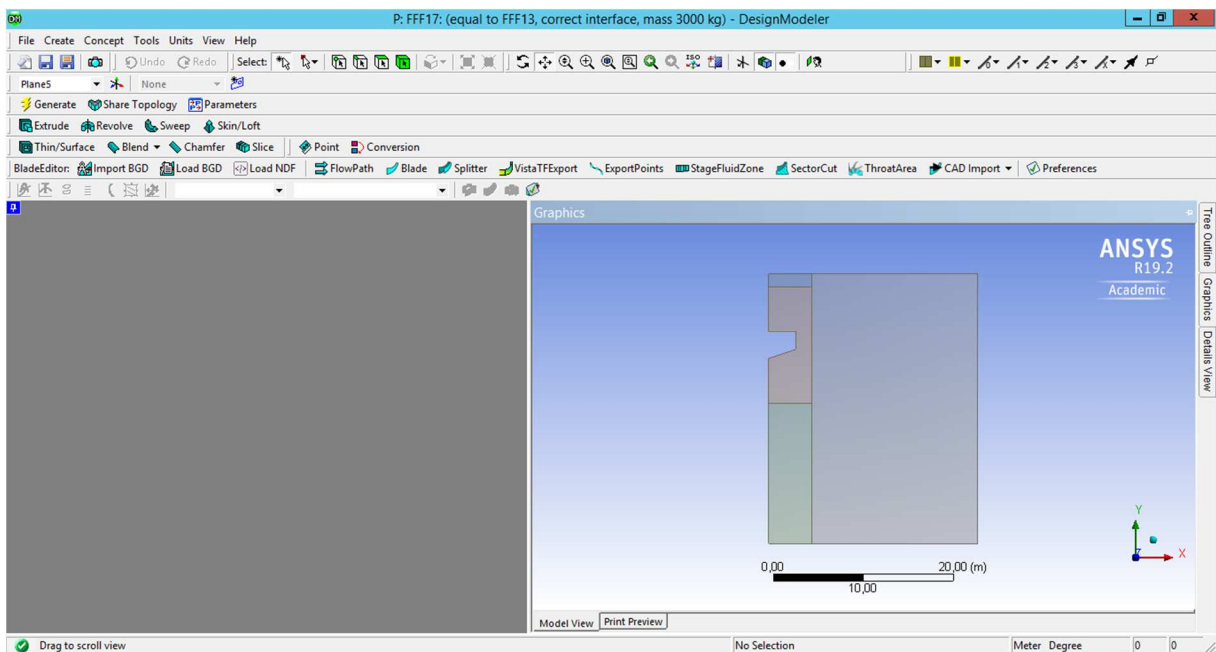 P: FFF17: (equal to FFF13, correct interface, mass 3000 kg) - DesignModeler
File Create Concept Tools Units View Help
Undo Redo Select:
Plane5 None
Generate Share Topology Parameters
Extrude Revolve Sweep Skin/Loft
Thin/Surface Blend Chamfer Slice Point Conversion
BladeEditor: Import BGD Load BGD Load NDF FlowPath Blade Splitter VistaTFExport ExportPoints StageFluidZone SectorCut ThroatArea CAD Import Preferences
Graphics
ANSYS
R19.2
Academic
Tree Outline
Graphics
Details View
Y
X
Z
0,00 20,00 (m)
10,00
Model View Print Preview
Drag to scroll view No Selection Meter Degree 0 0